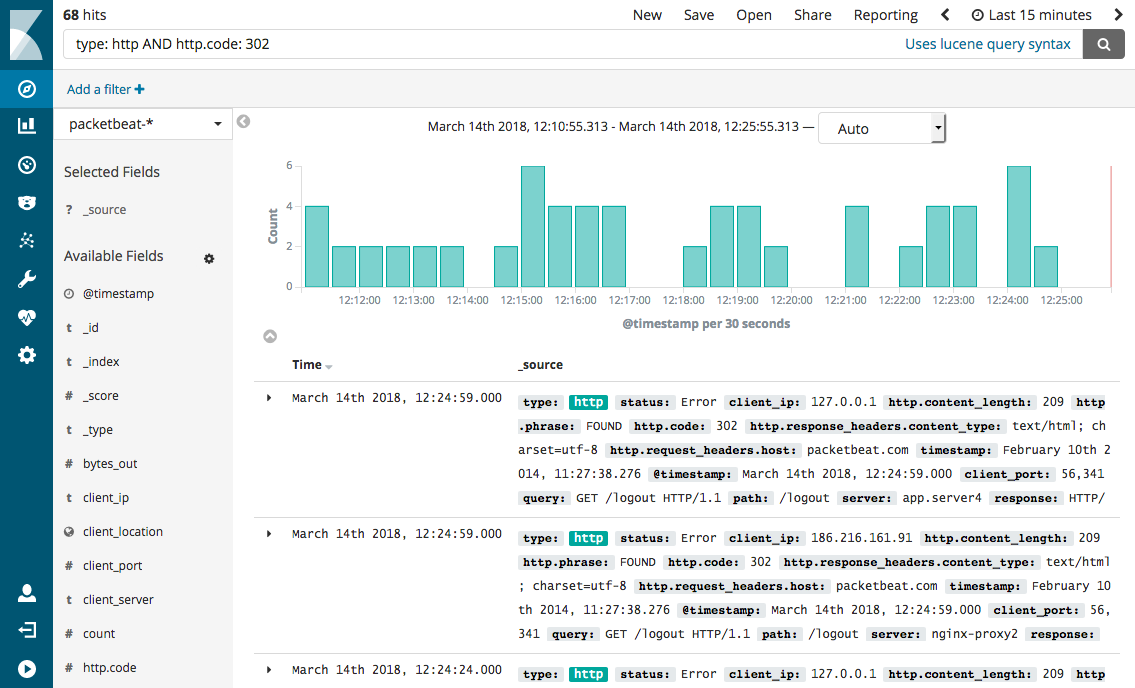 68 hits
New Save Open Share Reporting Last 15 minutes
type: http AND http.code: 302 Uses lucene query syntax
Add a filter +
packetbeat-*
March 14th 2018, 12:10:55.313 - March 14th 2018, 12:25:55.313 — Auto
Selected Fields
? _source
Available Fields
@timestamp
t _id
t _index
# _score
t _type
# bytes_out
t client_ip
client_location
# client_port
t client_server
# count
# http.code
Count
6
4
2
0
12:12:00 12:13:00 12:14:00 12:15:00 12:16:00 12:17:00 12:18:00 12:19:00 12:20:00 12:21:00 12:22:00 12:23:00 12:24:00 12:25:00
@timestamp per 30 seconds
Time _source
March 14th 2018, 12:24:59.000 type: http status: Error client_ip: 127.0.0.1 http.content_length: 209 http
.phrase: FOUND http.code: 302 http.response_headers.content_type: text/html; ch
arset=utf-8 http.request_headers.host: packetbeat.com timestamp: February 10th 2
014, 11:27:38.276 @timestamp: March 14th 2018, 12:24:59.000 client_port: 56,341
query: GET /logout HTTP/1.1 path: /logout server: app.server4 response: HTTP/
March 14th 2018, 12:24:59.000 type: http status: Error client_ip: 186.216.161.91 http.content_length: 209
http.phrase: FOUND http.code: 302 http.response_headers.content_type: text/html
; charset=utf-8 http.request_headers.host: packetbeat.com timestamp: February 10
th 2014, 11:27:38.276 @timestamp: March 14th 2018, 12:24:59.000 client_port: 56,
341 query: GET /logout HTTP/1.1 path: /logout server: nginx-proxy2 response:
March 14th 2018, 12:24:24.000 type: http status: Error client_ip: 127.0.0.1 http.content_length: 209 http